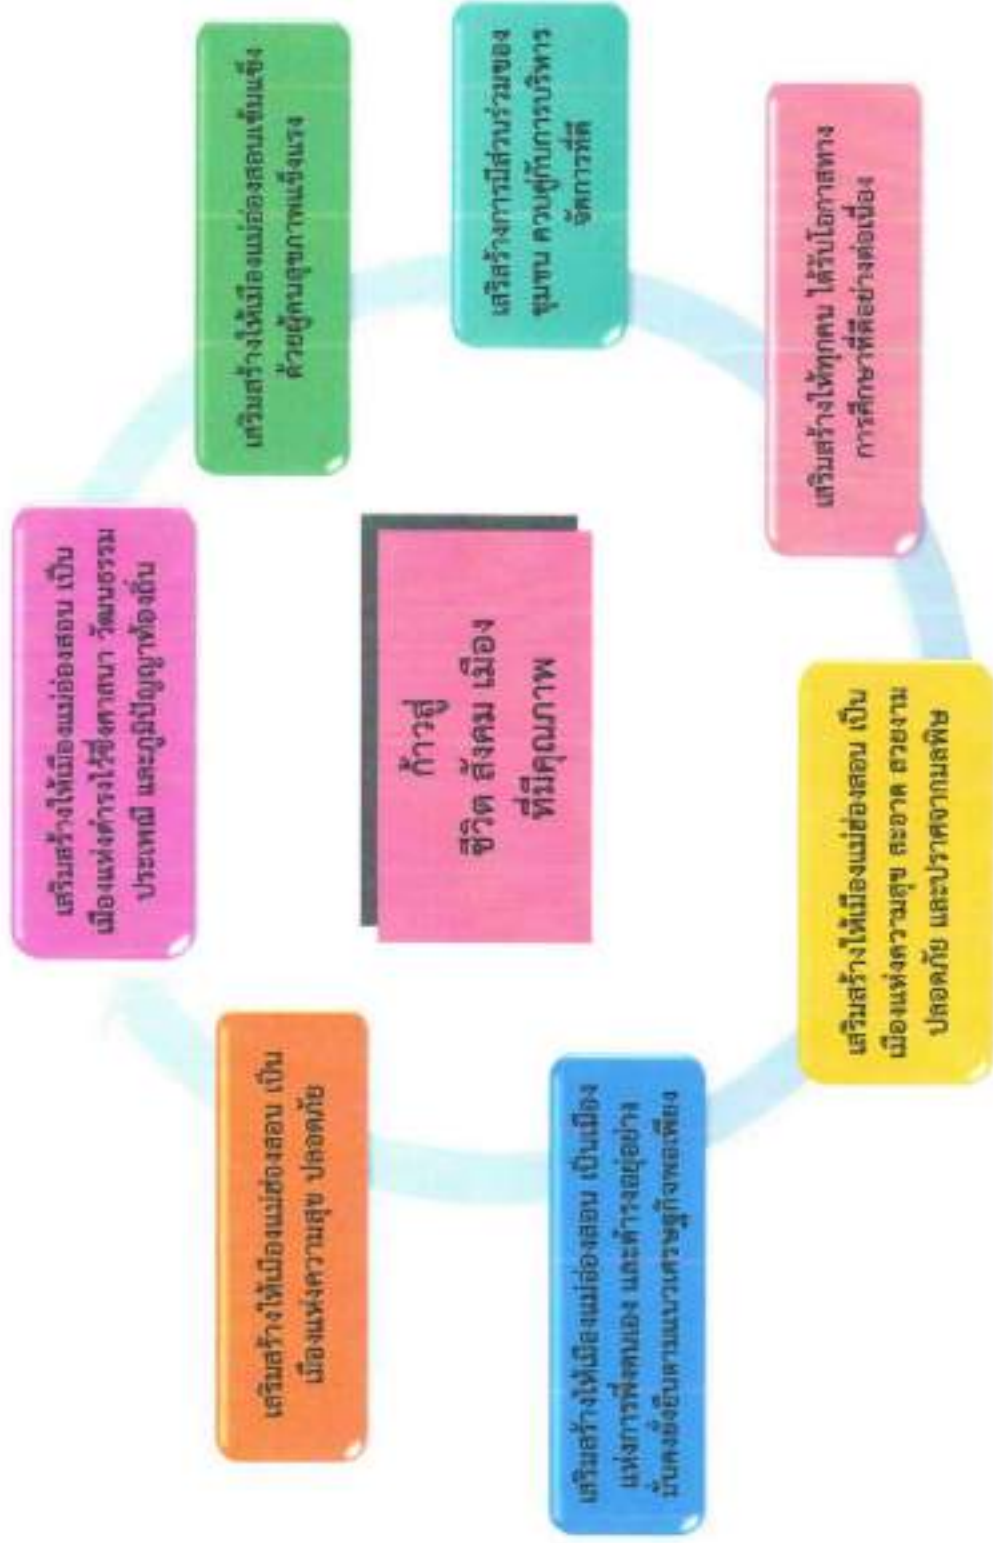 เสริมสร้างให้เมืองแม่ฮ่องสอน เป็น
เมืองแห่งดำรงไว้ซึ่งศาสนา วัฒนธรรม
ประเพณี และภูมิปัญญาท้องถิ่น
เสริมสร้างให้เมืองแม่ฮ่องสอนเข้มแข็ง
ด้วยผู้คนสุขภาพแข็งแรง
เสริสร้างการมีส่วนร่วมของ
ชุมชน ควบคู่กับการบริหาร
จัดการที่ดี
เสริมสร้างให้ทุกคน ได้รับโอกาสทาง
การศึกษาที่ดีอย่างต่อเนื่อง
เสริมสร้างให้เมืองแม่ฮ่องสอน เป็น
เมืองแห่งความสุข สะอาด สวยงาม
ปลอดภัย และปราศจากมลพิษ
เสริมสร้างให้เมืองแม่ฮ่องสอน เป็นเมือง
แห่งการพึ่งตนเอง และดำรงอยู่อย่าง
มั่นคงยั่งยืนตามแนวเศรษฐกิจพอเพียง
เสริมสร้างให้เมืองแม่ฮ่องสอน เป็น
เมืองแห่งความสุข ปลอดภัย
ก้าวสู่
ชีวิต สังคม เมือง
ที่มีคุณภาพ